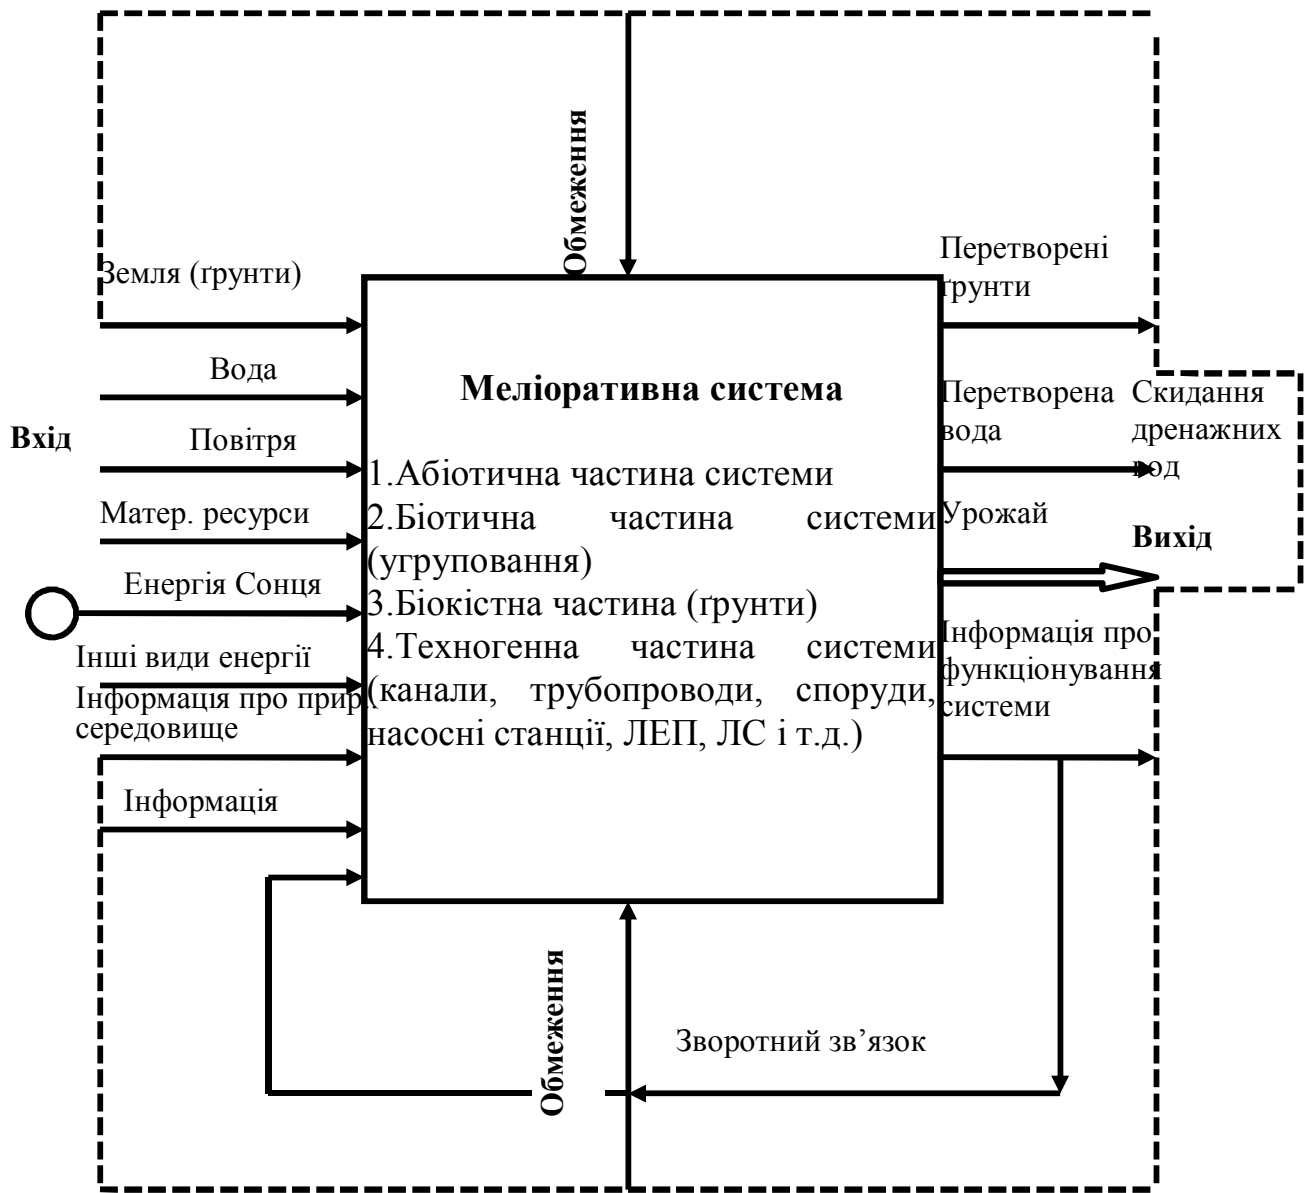 Обмеження
Земля (ґрунти)
Вода
Вхід
Повітря
Матер. ресурси
Енергія Сонця
Інші види енергії
Інформація про прир.
середовище
Інформація
Меліоративна система
1.Абіотична частина системи
2.Біотична частина системи
(угруповання)
3.Біокістна частина (ґрунти)
4.Техногенна частина системи
(канали, трубопроводи, споруди,
насосні станції, ЛЕП, ЛС і т.д.)
Перетворені
ґрунти
Перетворена
вода
Скидання
дренажних
вод
Урожай
Вихід
Інформація про
функціонування
системи
Обмеження
Зворотний зв’язок